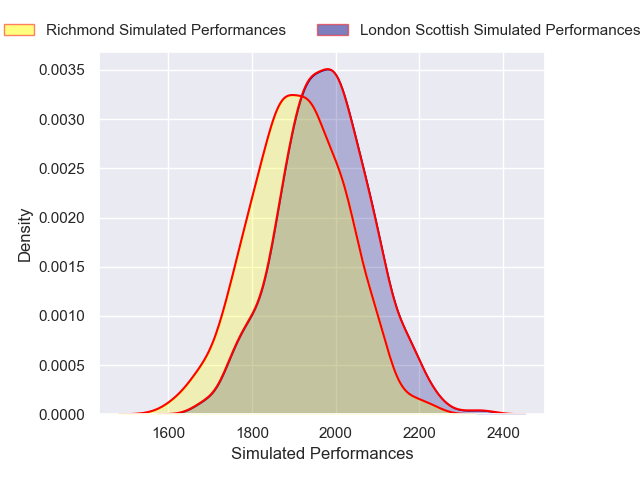 Richmond Simulated Performances London Scottish Simulated Performances
0.0035
0.0030
0.0025
0.0020
0.0015
0.0010
0.0005
0.0000
Density
1600 1800 2000 2200 2400
Simulated Performances